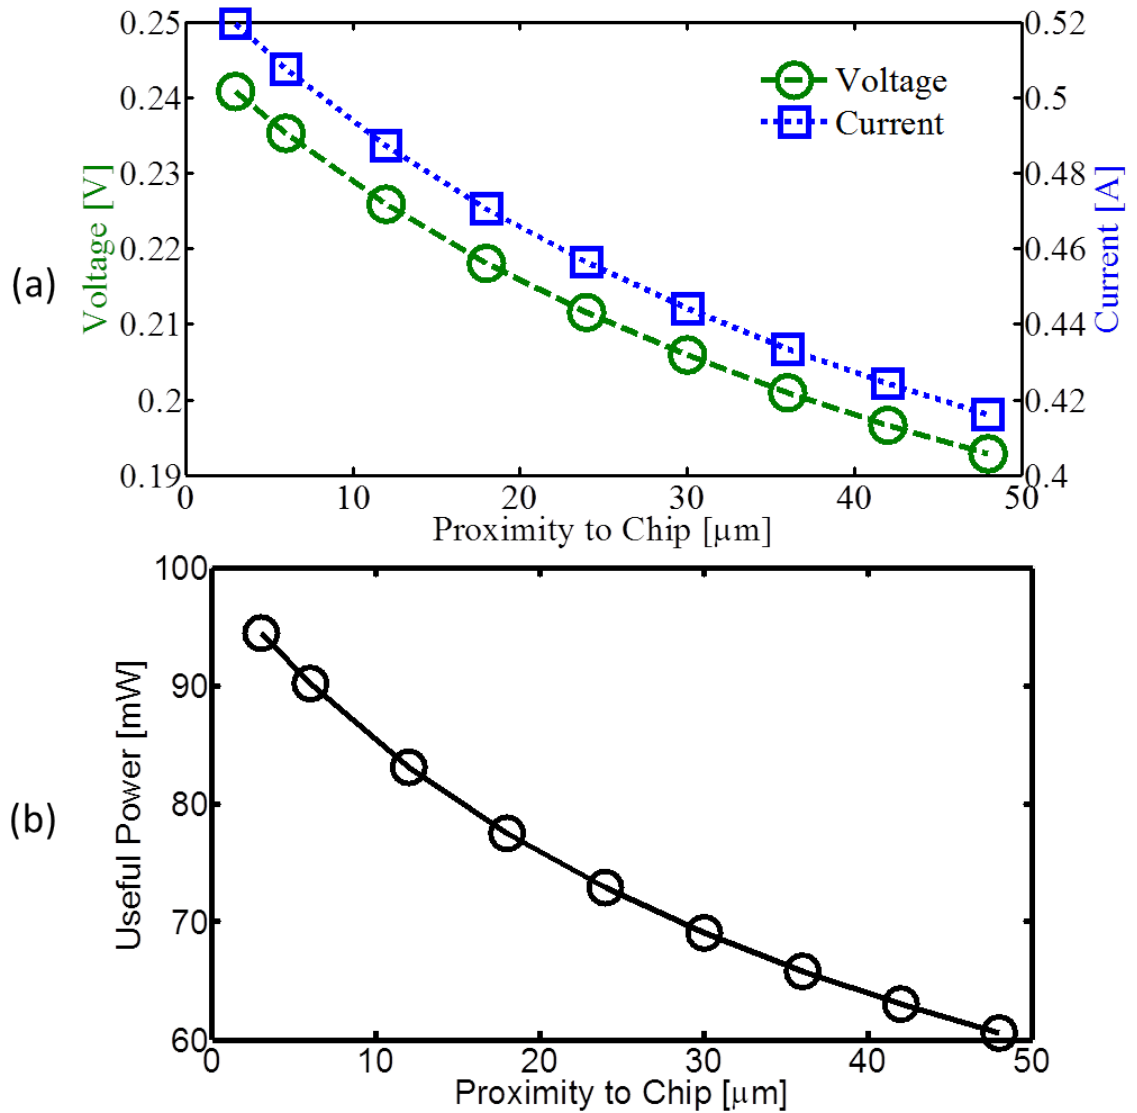 (a)
Voltage [V]
0.25
0.24
0.23
0.22
0.21
0.2
0.19
Voltage
Current
0.52
0.5
0.48
0.46
0.44
0.42
0.4
Current [A]
0 10 20 30 40 50
Proximity to Chip [μm]
(b)
Useful Power [mW]
100
90
80
70
60
0 10 20 30 40 50
Proximity to Chip [μm]